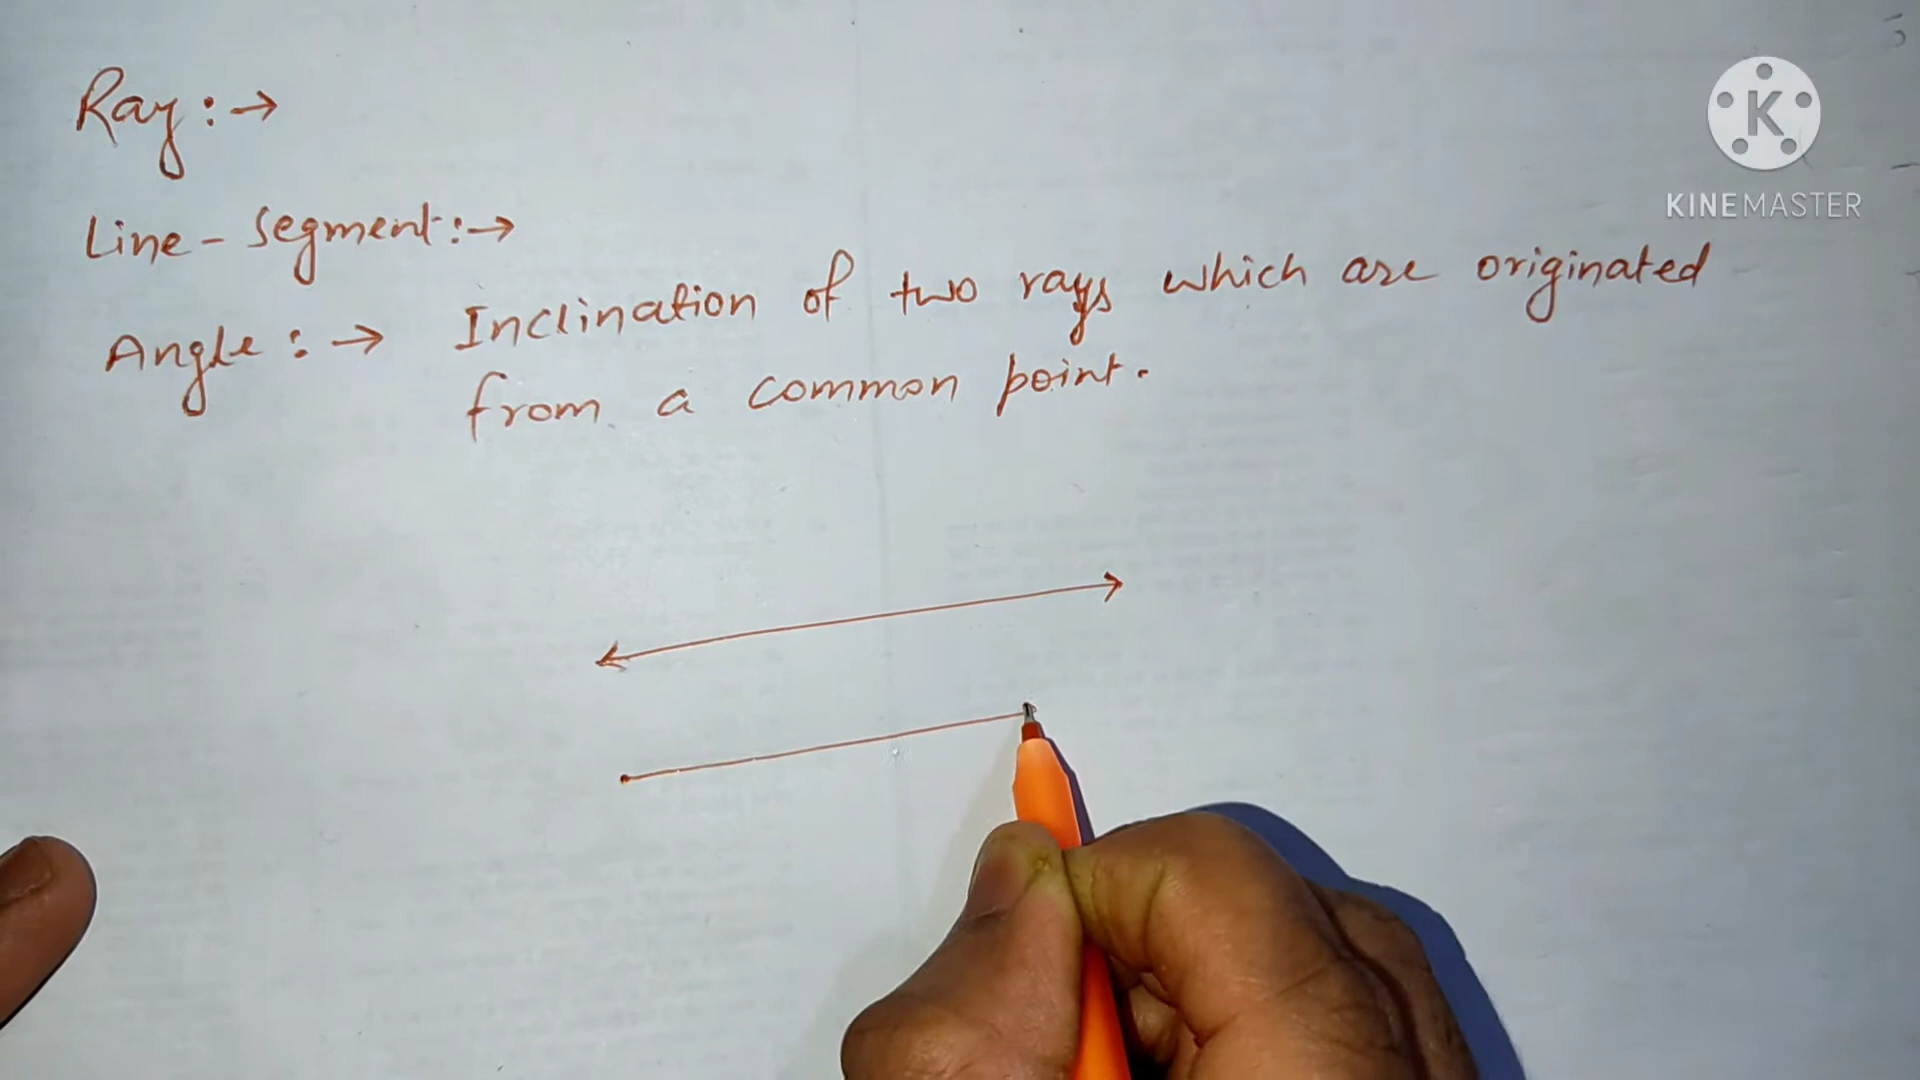 Ray :→
Line - Segment :→
Angle :→ Inclination of two rays which are originated
from a common point.
K
KINEMASTER